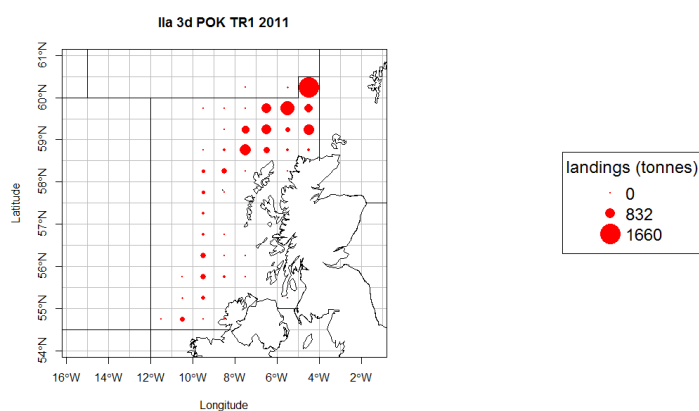 IIa 3d POK TR1 2011
61°N
60°N
59°N
58°N
57°N
56°N
55°N
54°N
Latitude
16°W 14°W 12°W 10°W 8°W 6°W 4°W 2°W
Longitude
landings (tonnes)
0
832
1660